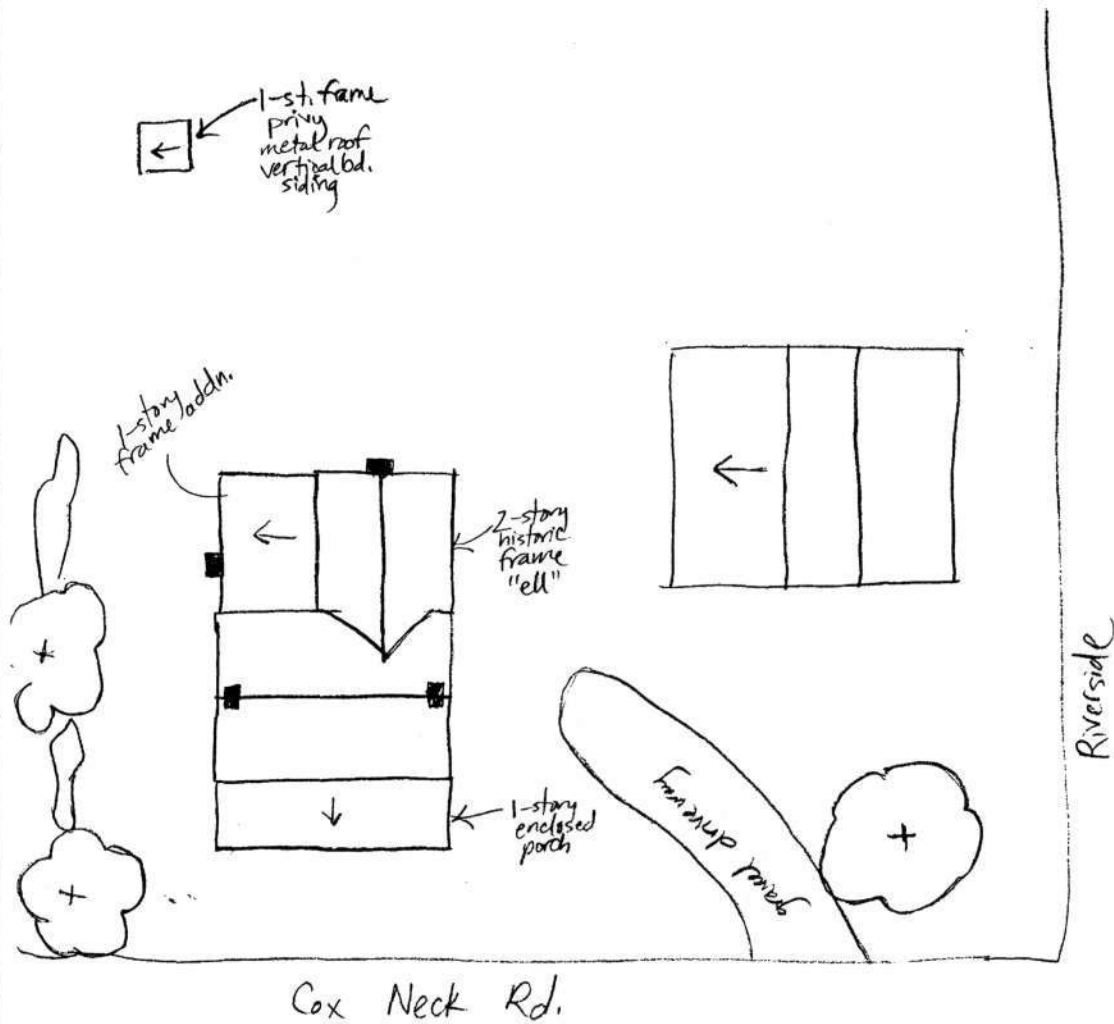 1-st. frame
privy
metal roof
vertical bd.
siding
1-story
frame addn.
2-story
historic
frame
"ell"
1-story
enclosed
porch
gravel driveway
Riverside
Cox Neck Rd.